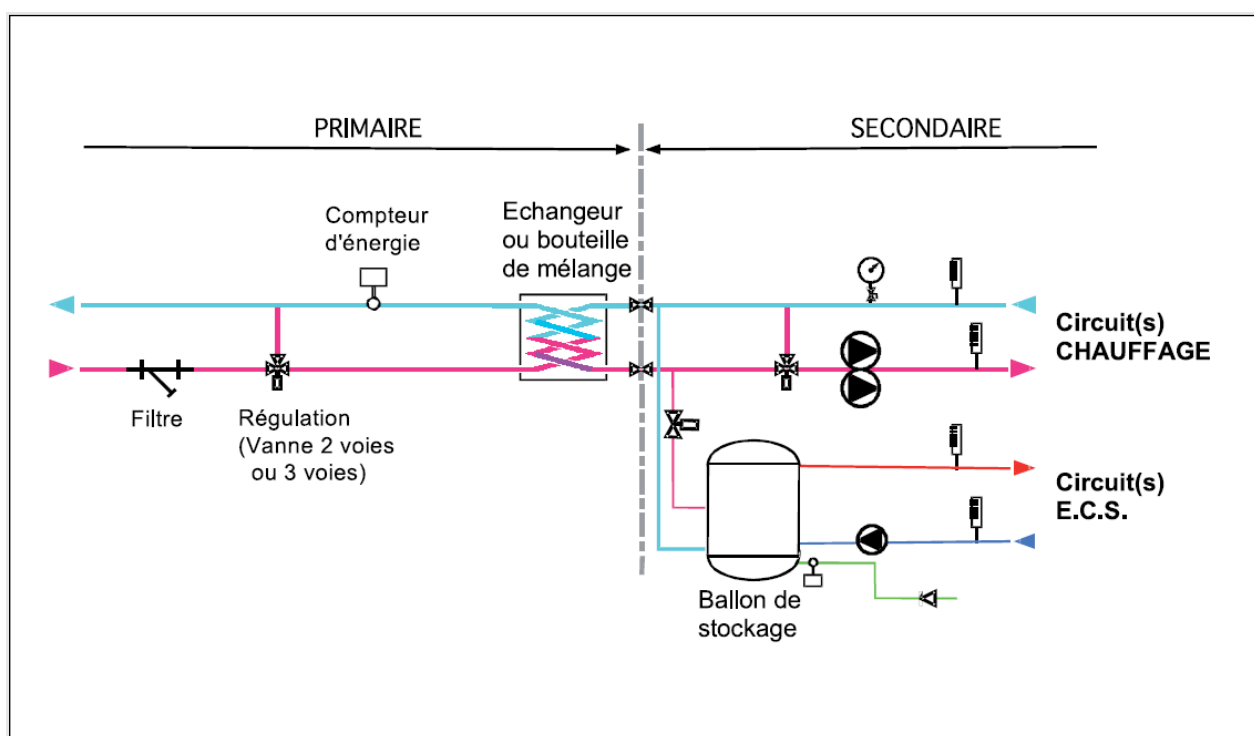 PRIMAIRE
SECONDAIRE
Compteur
d'énergie
Echangeur
ou bouteille
de mélange
Circuit(s)
CHAUFFAGE
Filtre
Régulation
(Vanne 2 voies
ou 3 voies)
Circuit(s)
E.C.S.
Ballon de
stockage